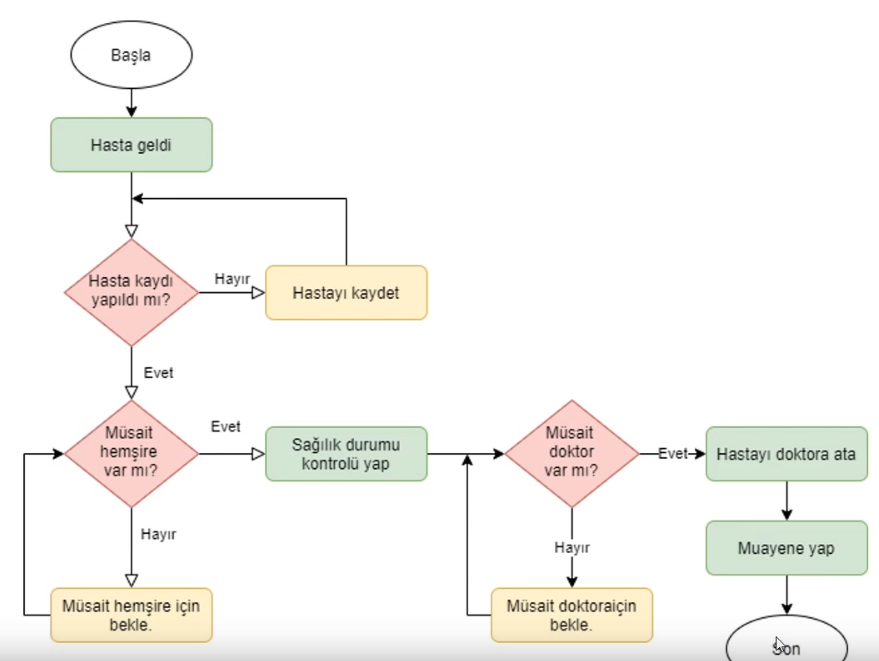 Başla
Hasta geldi
Hasta kaydı
yapıldı mı?
Hayır
Hastayı kaydet
Evet
Müsait
hemşire
var mı?
Evet
Sağılık durumu
kontrolü yap
Müsait
doktor
var mı?
Evet
Hastayı doktora ata
Hayır
Müsait hemşire için
bekle.
Hayır
Müsait doktoraiçin
bekle.
Muayene yap
Son